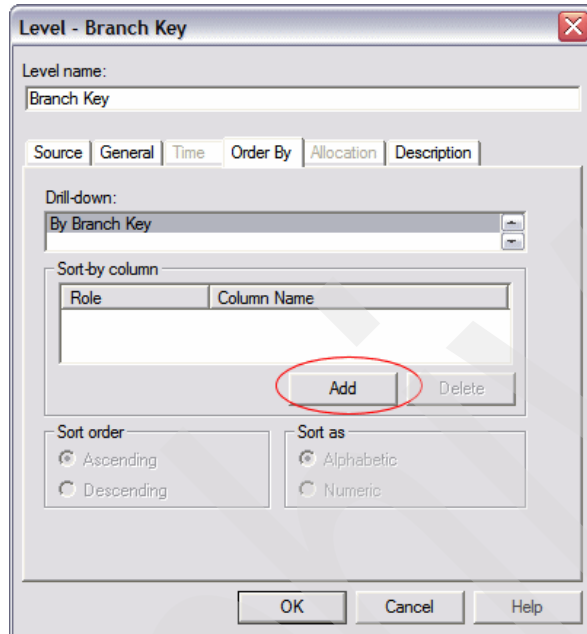 Level - Branch Key
Level name:
Branch Key
Source General Time Order By Allocation Description
Drill-down:
By Branch Key
Sort-by column
Role Column Name
Add Delete
Sort order Sort as
Ascending Alphabetic
Descending Numeric
OK Cancel Help